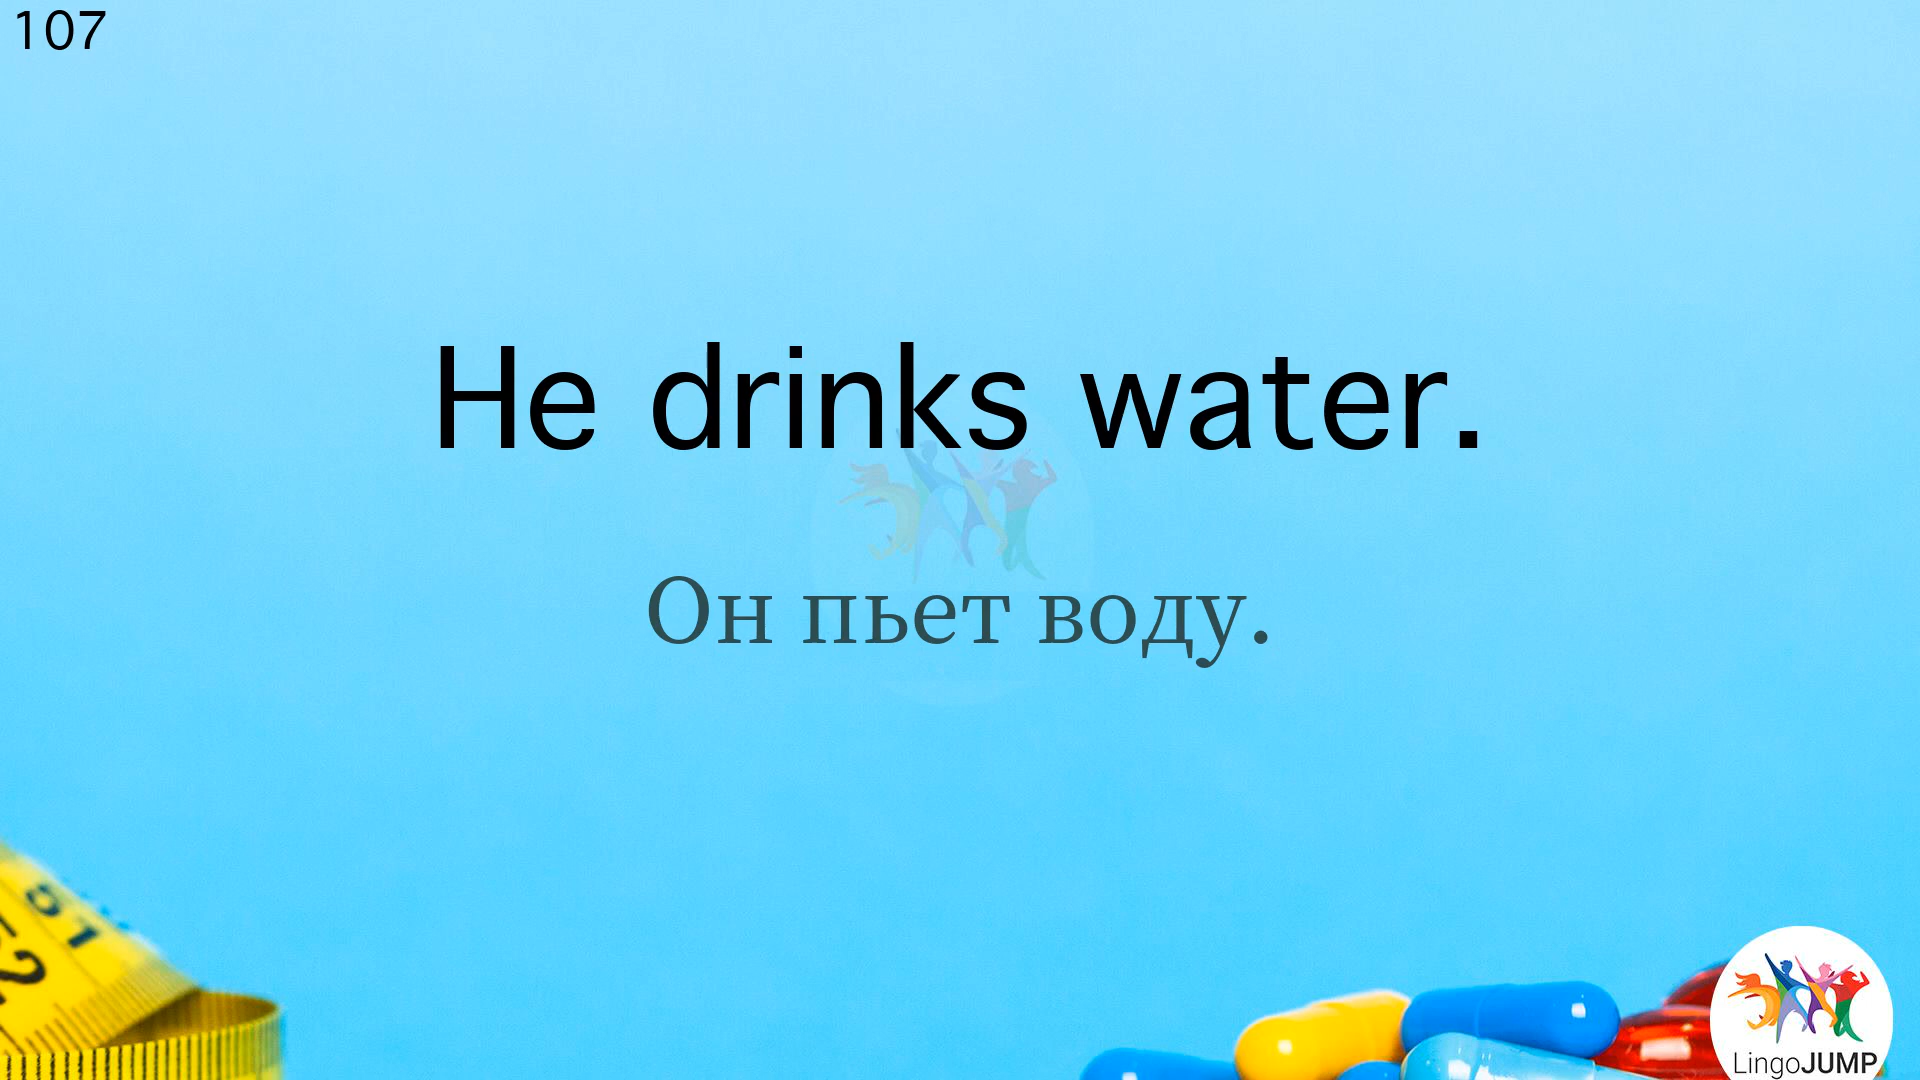 107
He drinks water.
Он пьет воду.
LingoJUMP